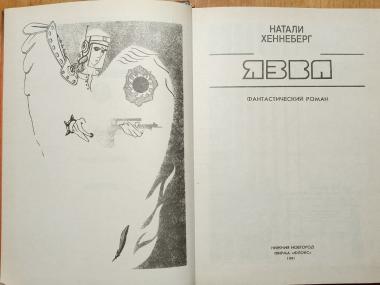 НАТАЛИ
ХЕННЕБЕРГ
ЯЗВА
ФАНТАСТИЧЕСКИЙ РОМАН
НИЖНИЙ НОВГОРОД
ФИРМА «ФЛОКС»
1991